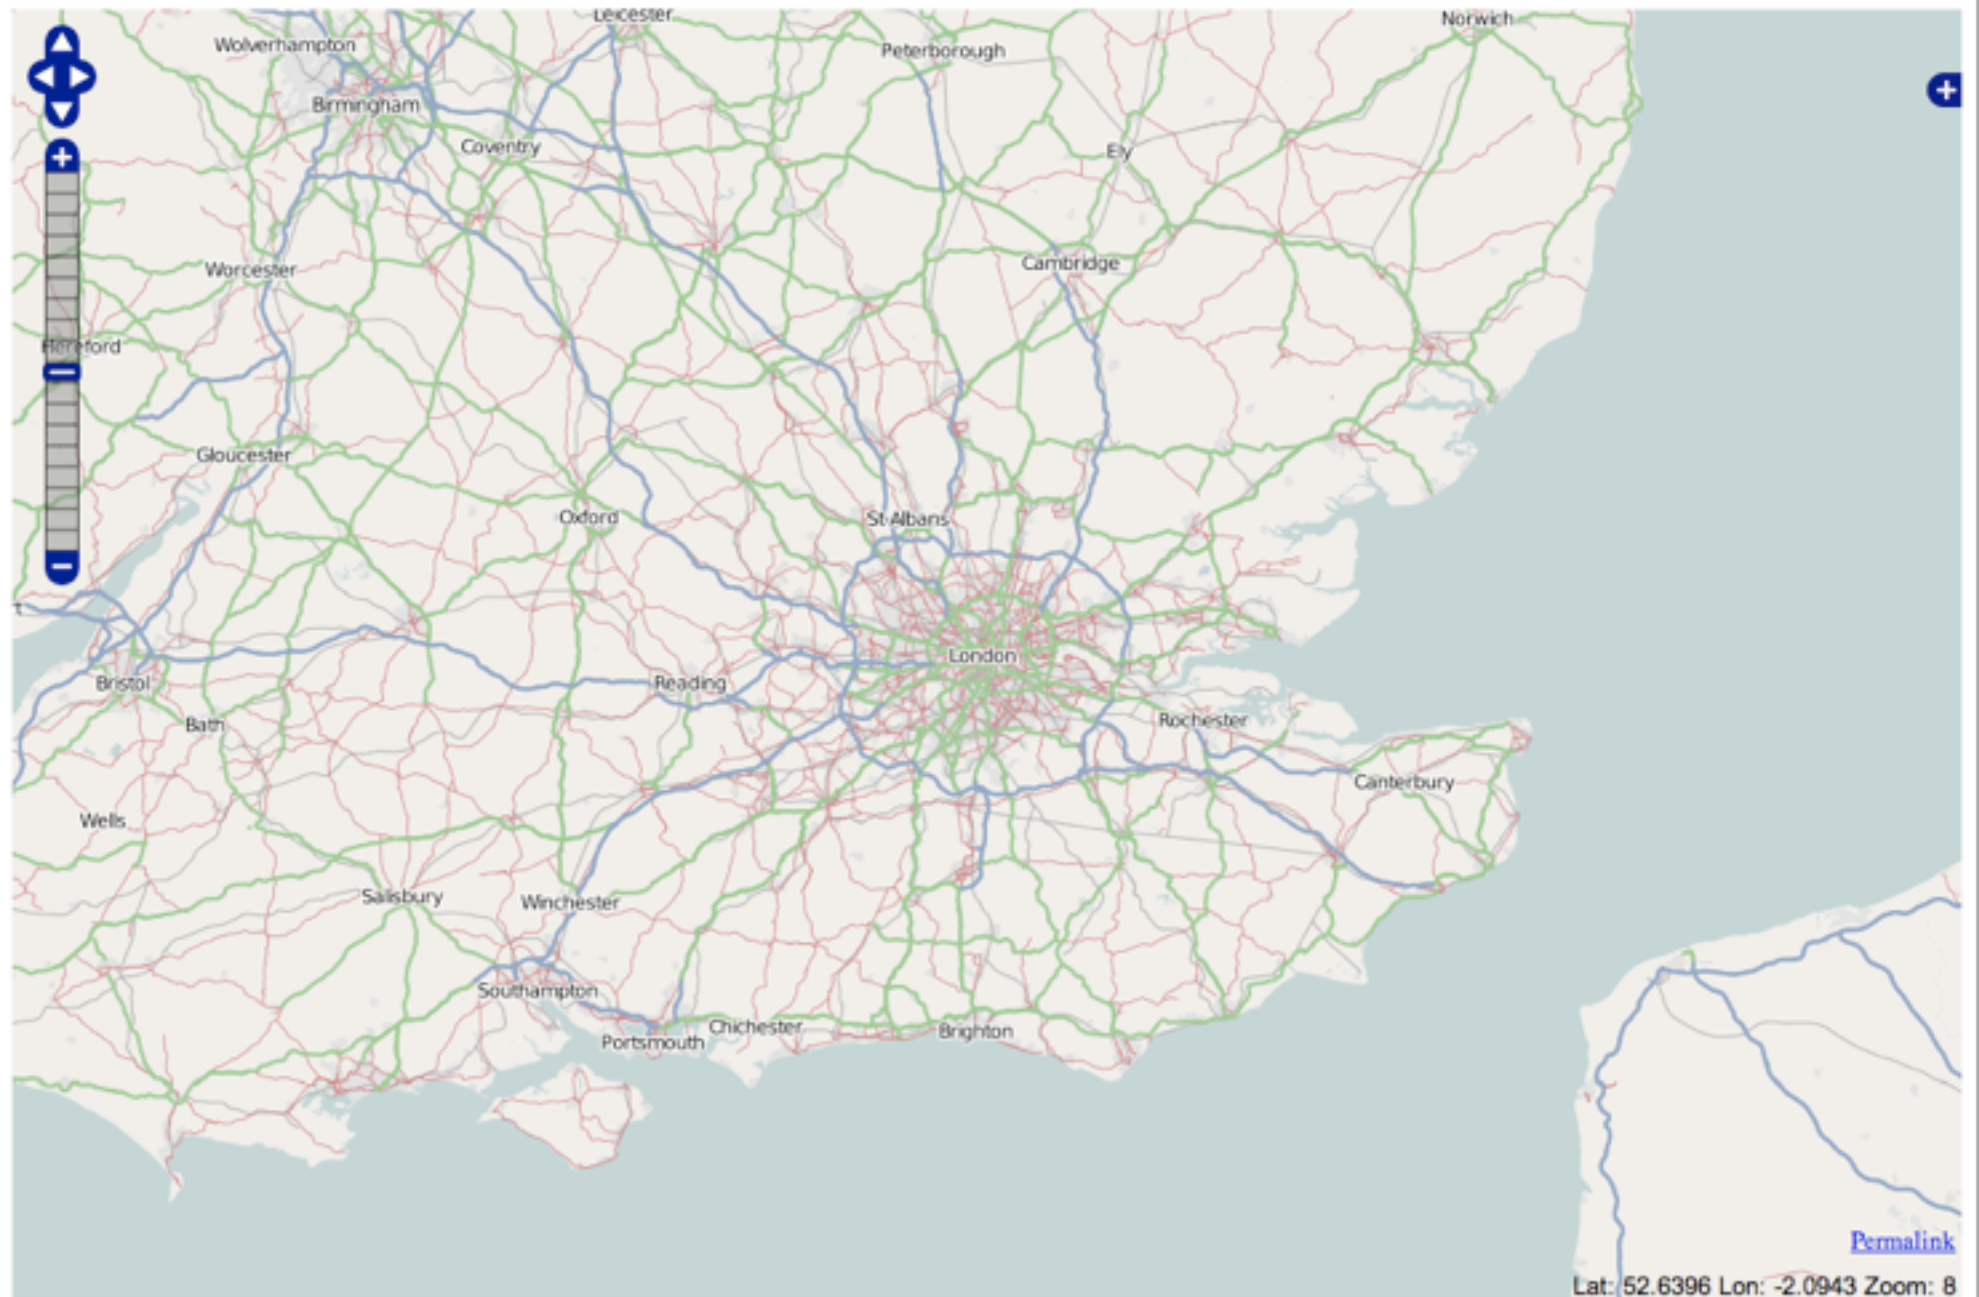 Leicester
Norwich
Wolverhampton
Peterborough
Birmingham
Coventry
Ely
Cambridge
Worcester
Hereford
Gloucester
Oxford
St Albans
t
London
Bristol
Reading
Bath
Rochester
Canterbury
Wells
Salisbury
Winchester
Southampton
Chichester
Brighton
Portsmouth
Permalink
Lat: 52.6396 Lon: -2.0943 Zoom: 8